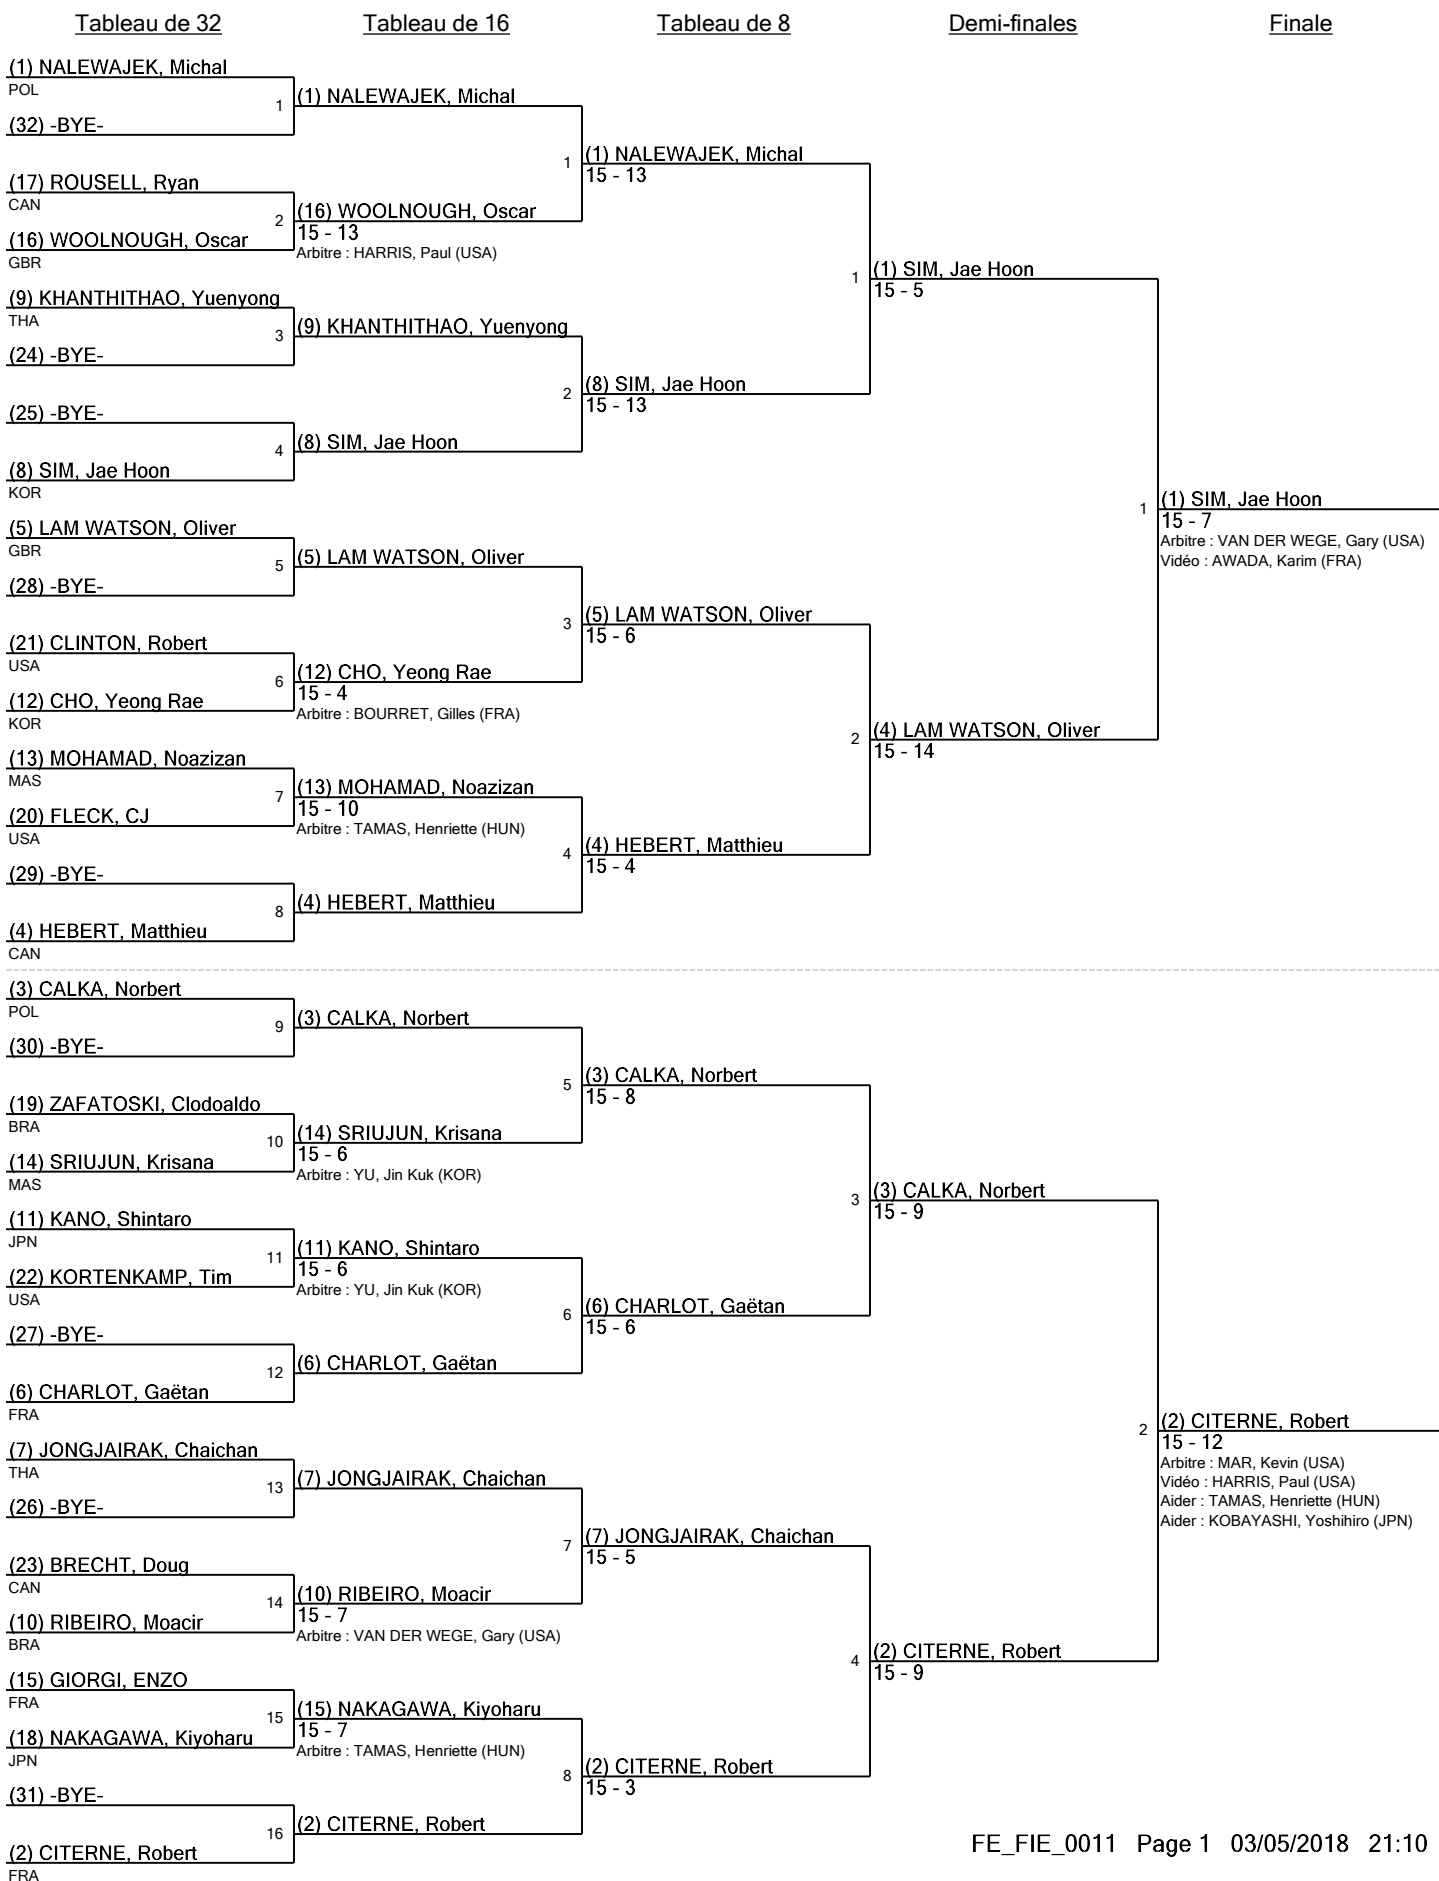 Tableau de 32
Tableau de 16
Tableau de 8
Demi-finales
Finale
(1) NALEWAJEK, Michal
POL
(32) -BYE-
(17) ROUSELL, Ryan
CAN
(16) WOOLNOUGH, Oscar
GBR
(9) KHANTHITHAO, Yuenyong
THA
(24) -BYE-
(25) -BYE-
(8) SIM, Jae Hoon
KOR
(5) LAM WATSON, Oliver
GBR
(28) -BYE-
(21) CLINTON, Robert
USA
(12) CHO, Yeong Rae
KOR
(13) MOHAMAD, Noazizan
MAS
(20) FLECK, CJ
USA
(29) -BYE-
(4) HEBERT, Matthieu
CAN
(3) CALKA, Norbert
POL
(30) -BYE-
(19) ZAFATOSKI, Clodoaldo
BRA
(14) SRIUJUN, Krisana
MAS
(11) KANO, Shintaro
JPN
(22) KORTENKAMP, Tim
USA
(27) -BYE-
(6) CHARLOT, Gaëtan
FRA
(7) JONGJAIRAK, Chaichan
THA
(26) -BYE-
(23) BRECHT, Doug
CAN
(10) RIBEIRO, Moacir
BRA
(15) GIORGI, ENZO
FRA
(18) NAKAGAWA, Kiyoharu
JPN
(31) -BYE-
(2) CITERNE, Robert
FRA
1 (1) NALEWAJEK, Michal
2 (16) WOOLNOUGH, Oscar
15 - 13
Arbitre : HARRIS, Paul (USA)
3 (9) KHANTHITHAO, Yuenyong
4 (8) SIM, Jae Hoon
5 (5) LAM WATSON, Oliver
6 (12) CHO, Yeong Rae
15 - 4
Arbitre : BOURRET, Gilles (FRA)
7 (13) MOHAMAD, Noazizan
15 - 10
Arbitre : TAMAS, Henriette (HUN)
8 (4) HEBERT, Matthieu
9 (3) CALKA, Norbert
10 (14) SRIUJUN, Krisana
15 - 6
Arbitre : YU, Jin Kuk (KOR)
11 (11) KANO, Shintaro
15 - 6
Arbitre : YU, Jin Kuk (KOR)
12 (6) CHARLOT, Gaëtan
13 (7) JONGJAIRAK, Chaichan
14 (10) RIBEIRO, Moacir
15 - 7
Arbitre : VAN DER WEGE, Gary (USA)
15 (15) NAKAGAWA, Kiyoharu
15 - 7
Arbitre : TAMAS, Henriette (HUN)
16 (2) CITERNE, Robert
1 (1) NALEWAJEK, Michal
15 - 13
2 (8) SIM, Jae Hoon
15 - 13
3 (5) LAM WATSON, Oliver
15 - 6
4 (4) HEBERT, Matthieu
15 - 4
5 (3) CALKA, Norbert
15 - 8
6 (6) CHARLOT, Gaëtan
15 - 6
7 (7) JONGJAIRAK, Chaichan
15 - 5
8 (2) CITERNE, Robert
15 - 3
1 (1) SIM, Jae Hoon
15 - 5
2 (4) LAM WATSON, Oliver
15 - 14
3 (3) CALKA, Norbert
15 - 9
4 (2) CITERNE, Robert
15 - 9
1 (1) SIM, Jae Hoon
15 - 7
Arbitre : VAN DER WEGE, Gary (USA)
Vidéo : AWADA, Karim (FRA)
2 (2) CITERNE, Robert
15 - 12
Arbitre : MAR, Kevin (USA)
Vidéo : HARRIS, Paul (USA)
Aider : TAMAS, Henriette (HUN)
Aider : KOBAYASHI, Yoshihiro (JPN)
FE_FIE_0011 Page 1 03/05/2018 21:10